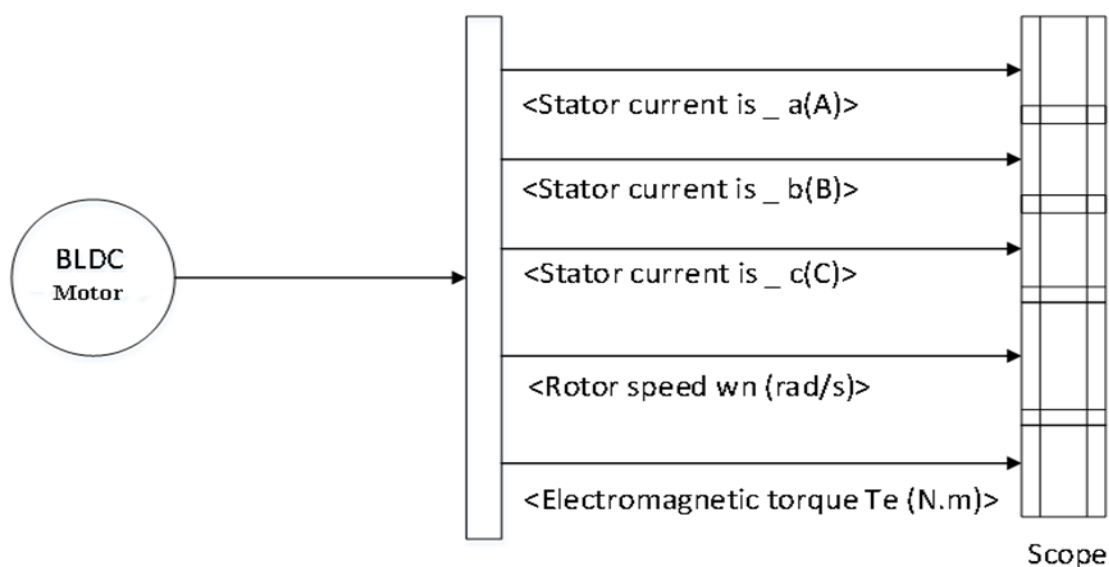 BLDC
Motor
<Stator current is _ a(A)>
<Stator current is _ b(B)>
<Stator current is _ c(C)>
<Rotor speed wn (rad/s)>
<Electromagnetic torque Te (N.m)>
Scope